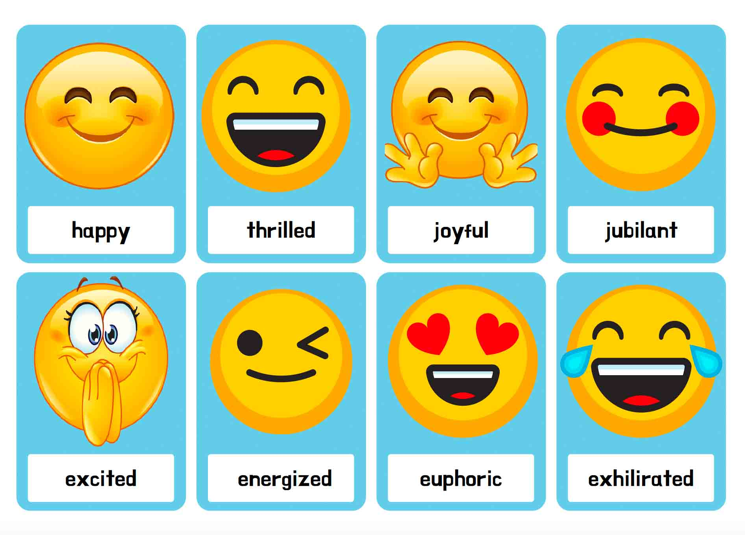 happy
thrilled
joyful
jubilant
excited
energized
euphoric
exhilirated